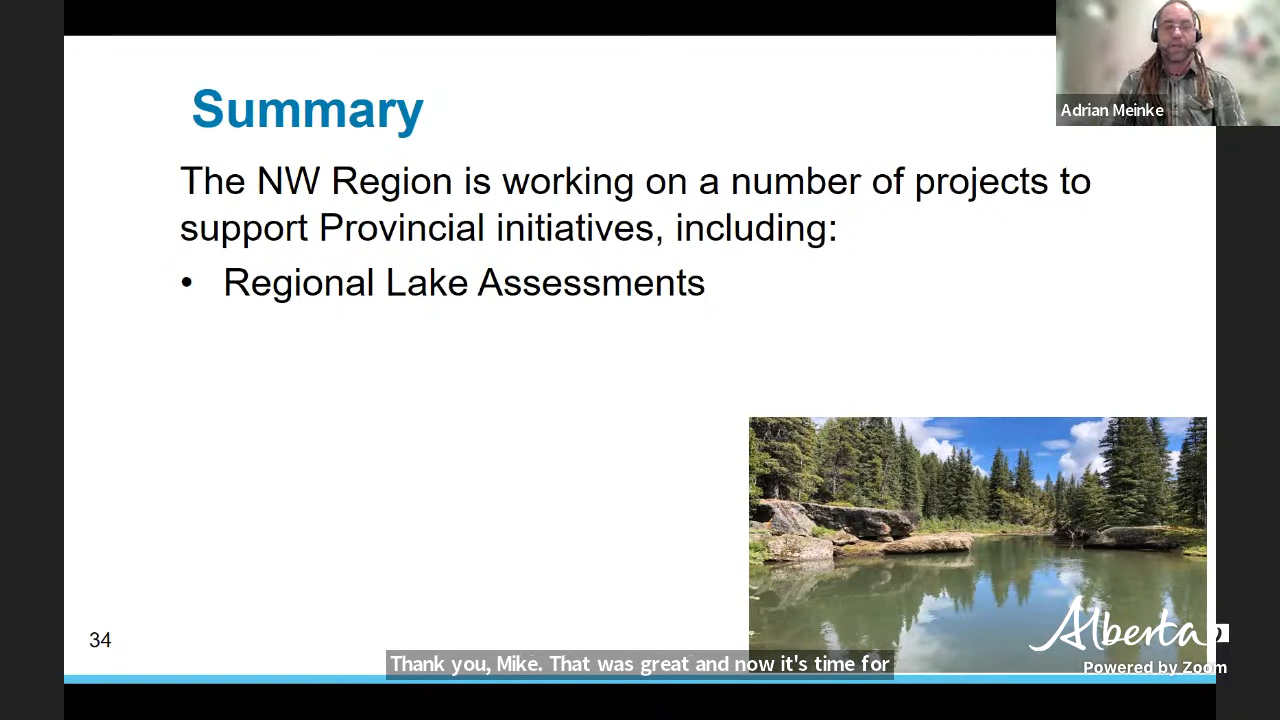 Adrian Meinke
Summary
The NW Region is working on a number of projects to
support Provincial initiatives, including:
• Regional Lake Assessments
Alberta
34
Thank you, Mike. That was great and now it's time for
Powered by Zoom